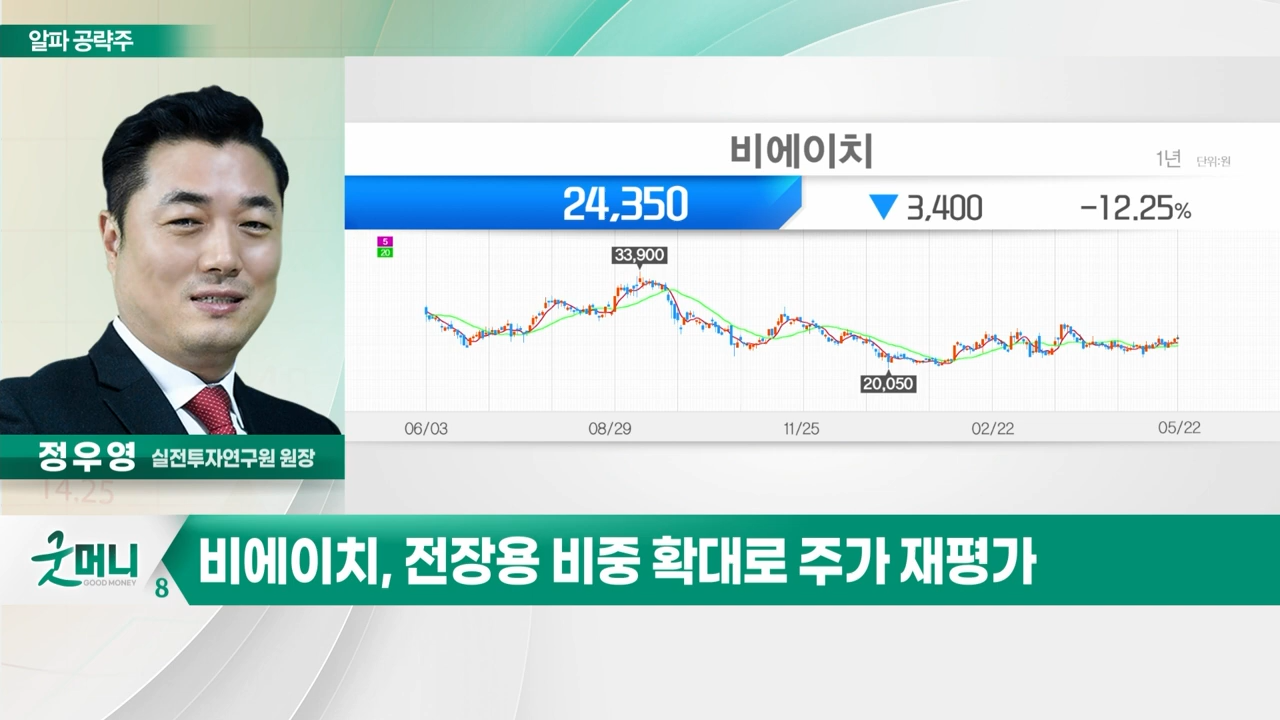 알파 공략주
비에이치
1년 단위:원
24,350 ▼ 3,400 -12.25%
5
20
33,900
20,050
06/03 08/29 11/25 02/22 05/22
정우영 실전투자연구원 원장
14.25
굿머니
GOOD MONEY
8
비에이치, 전장용 비중 확대로 주가 재평가